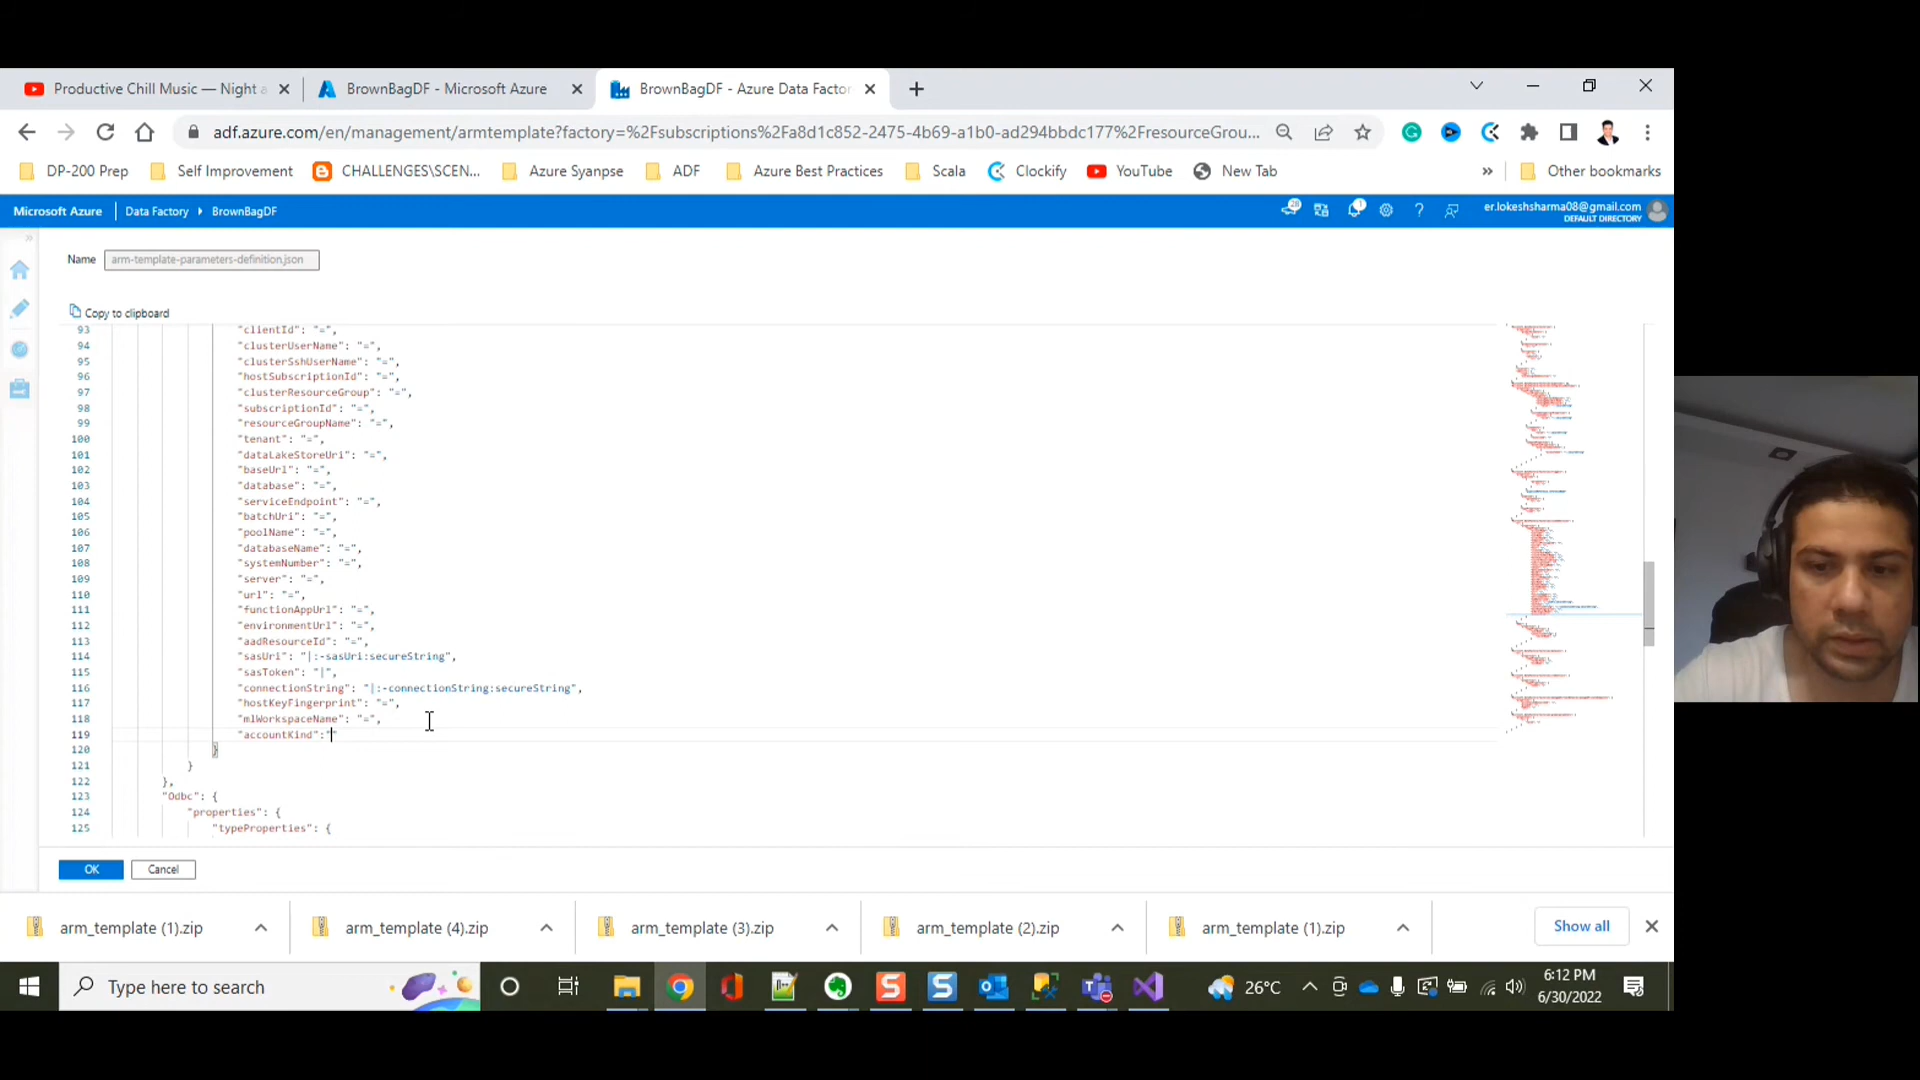 Productive Chill Music — Night a
BrownBagDF - Microsoft Azure
BrownBagDF - Azure Data Factor
adf.azure.com/en/management/armtemplate?factory=%2Fsubscriptions%2Fa8d1c852-2475-4b69-a1b0-ad294bbdc177%2FresourceGrou...
DP-200 Prep
Self Improvement
CHALLENGES\SCEN...
Azure Syanpse
ADF
Azure Best Practices
Scala
Clockify
YouTube
New Tab
»
Other bookmarks
Microsoft Azure
Data Factory
BrownBagDF
er.lokeshsharma08@gmail.com
DEFAULT DIRECTORY
Name
arm-template-parameters-definition.json
Copy to clipboard
93 "clientId": "=",
94 "clusterUserName": "=",
95 "clusterSshUserName": "=",
96 "hostSubscriptionId": "=",
97 "clusterResourceGroup": "=",
98 "subscriptionId": "=",
99 "resourceGroupName": "=",
100 "tenant": "=",
101 "dataLakeStoreUri": "=",
102 "baseUrl": "=",
103 "database": "=",
104 "serviceEndpoint": "=",
105 "batchUri": "=",
106 "poolName": "=",
107 "databaseName": "=",
108 "systemNumber": "=",
109 "server": "=",
110 "url": "=",
111 "functionAppUrl": "=",
112 "environmentUrl": "=",
113 "aadResourceId": "=",
114 "sasUri": "|:-sasUri:secureString",
115 "sasToken": "|",
116 "connectionString": "|:-connectionString:secureString",
117 "hostKeyFingerprint": "=",
118 "mlWorkspaceName": "=",
119 "accountKind":""
120 }
121 }
122 },
123 "Odbc": {
124 "properties": {
125 "typeProperties": {
OK
Cancel
arm_template (1).zip
arm_template (4).zip
arm_template (3).zip
arm_template (2).zip
arm_template (1).zip
Show all
Type here to search
26°C
6:12 PM
6/30/2022